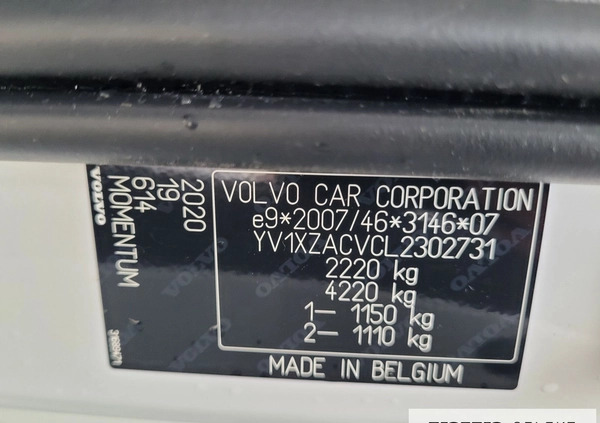 VOLVO CAR CORPORATION
e9*2007/46*3146*07
YV1XZACVCL2302731
2220 kg
4220 kg
1– 1150 kg
2– 1110 kg
MADE IN BELGIUM
2020
19
614
MOMENTUM
VOLVO